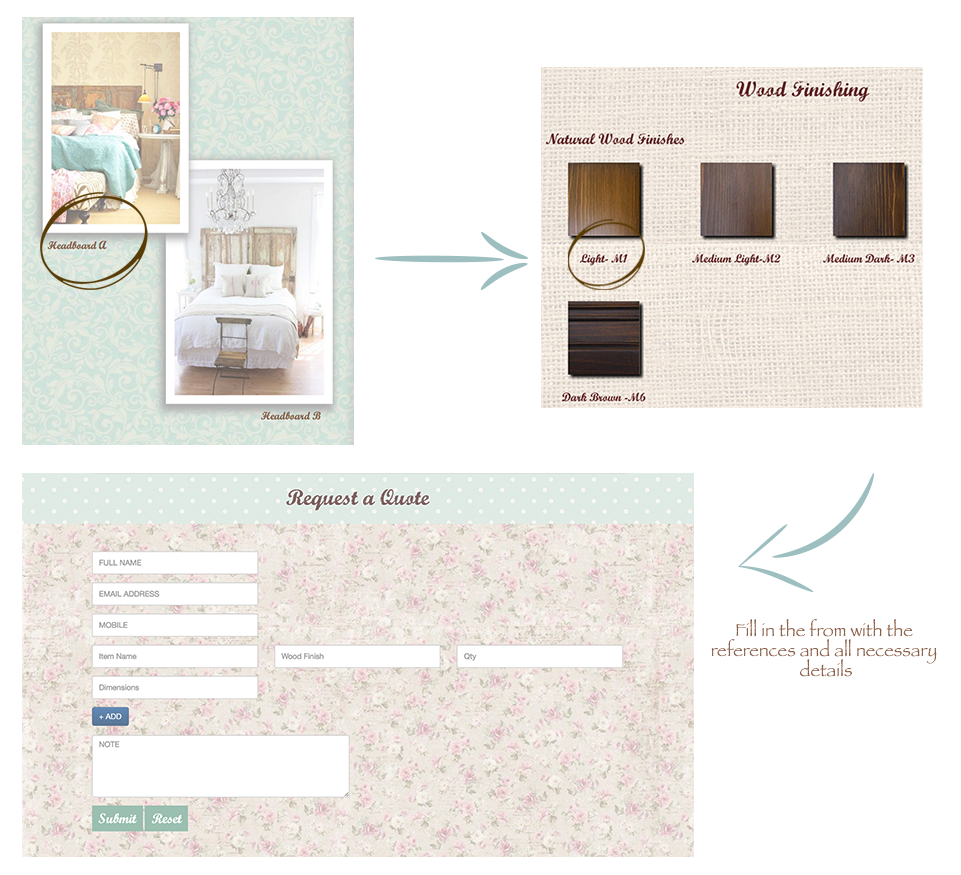 Headboard A
Headboard B
Wood Finishing
Natural Wood Finishes
Light- M1
Medium Light-M2
Medium Dark- M3
Dark Brown -M6
Request a Quote
FULL NAME
EMAIL ADDRESS
MOBILE
Item Name
Wood Finish
Qty
Dimensions
+ ADD
NOTE
Submit
Reset
Fill in the from with the
references and all necessary
details